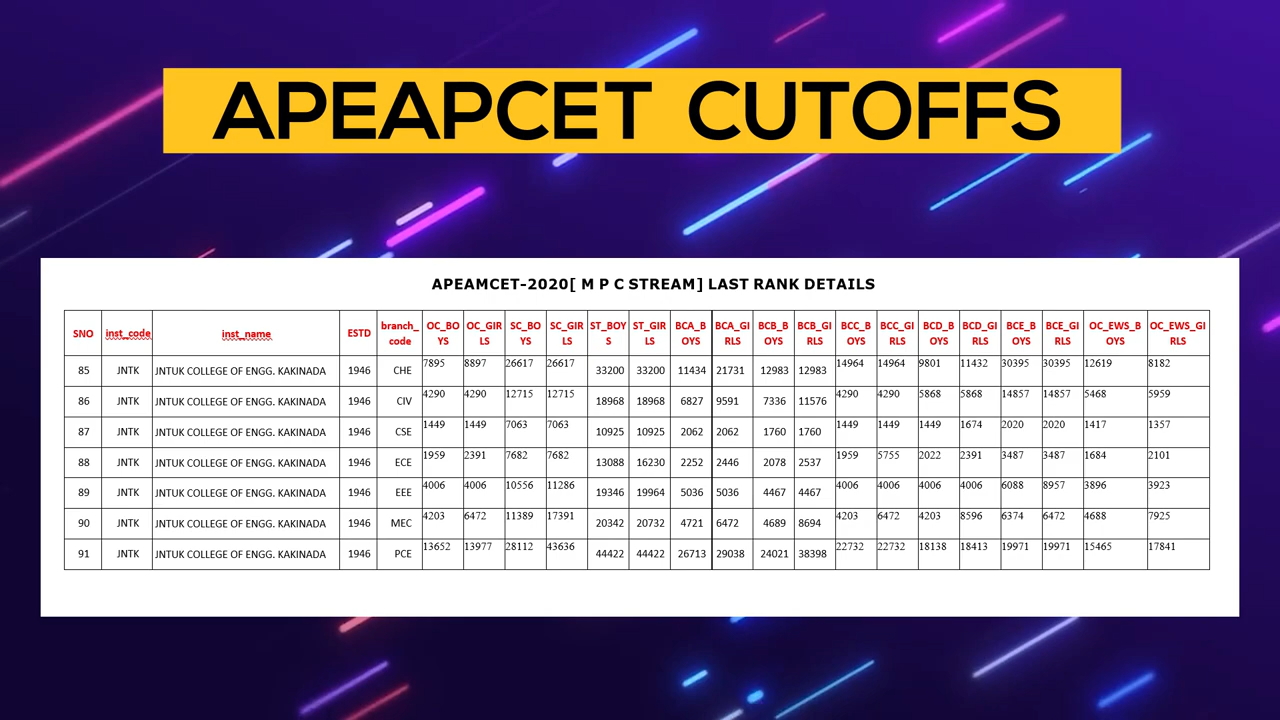 APEAPCET CUTOFFS
APEAMCET-2020[ M P C STREAM] LAST RANK DETAILS
SNO inst_code inst_name ESTD branch_code OC_BOYS OC_GIRLS SC_BOYS SC_GIRLS ST_BOYS ST_GIRLS BCA_BOYS BCA_GIRLS BCB_BOYS BCB_GIRLS BCC_BOYS BCC_GIRLS BCD_BOYS BCD_GIRLS BCE_BOYS BCE_GIRLS OC_EWS_BOYS OC_EWS_GIRLS
85 JNTK JNTUK COLLEGE OF ENGG. KAKINADA 1946 CHE 7895 8897 26617 26617 33200 33200 11434 21731 12983 12983 14964 14964 9801 11432 30395 30395 12619 8182
86 JNTK JNTUK COLLEGE OF ENGG. KAKINADA 1946 CIV 4290 4290 12715 12715 18968 18968 6827 9591 7336 11576 4290 4290 5868 5868 14857 14857 5468 5959
87 JNTK JNTUK COLLEGE OF ENGG. KAKINADA 1946 CSE 1449 1449 7063 7063 10925 10925 2062 2062 1760 1760 1449 1449 1449 1674 2020 2020 1417 1357
88 JNTK JNTUK COLLEGE OF ENGG. KAKINADA 1946 ECE 1959 2391 7682 7682 13088 16230 2252 2446 2078 2537 1959 5755 2022 2391 3487 3487 1684 2101
89 JNTK JNTUK COLLEGE OF ENGG. KAKINADA 1946 EEE 4006 4006 10556 11286 19346 19964 5036 5036 4467 4467 4006 4006 4006 4006 6088 8957 3896 3923
90 JNTK JNTUK COLLEGE OF ENGG. KAKINADA 1946 MEC 4203 6472 11389 17391 20342 20732 4721 6472 4689 8694 4203 6472 4203 8596 6374 6472 4688 7925
91 JNTK JNTUK COLLEGE OF ENGG. KAKINADA 1946 PCE 13652 13977 28112 43636 44422 44422 26713 29038 24021 38398 22732 22732 18138 18413 19971 19971 15465 17841